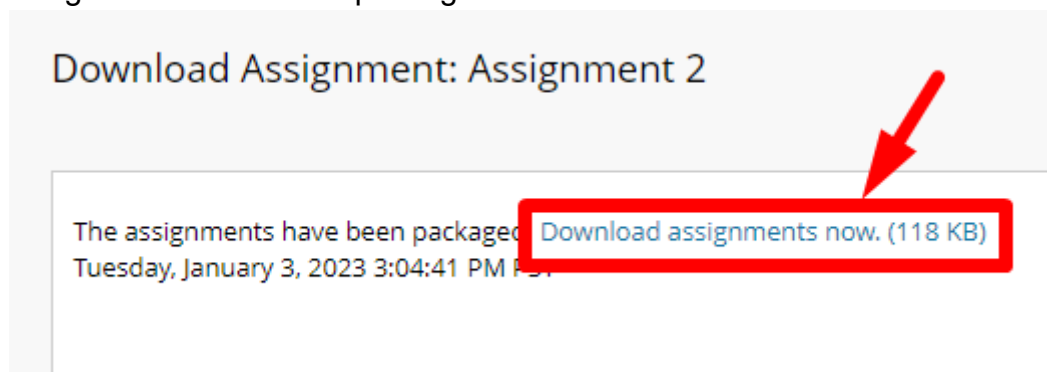 Download Assignment: Assignment 2
The assignments have been packaged Download assignments now. (118 KB)
Tuesday, January 3, 2023 3:04:41 PM